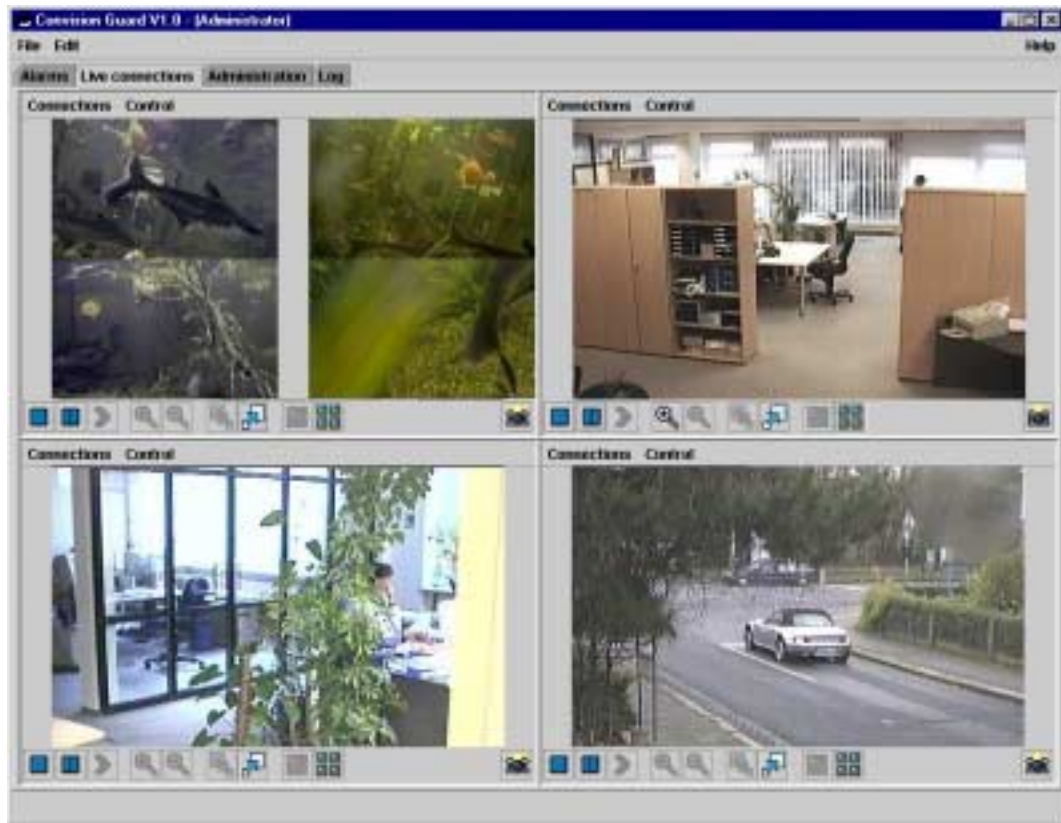 Convision Guard V1.0 - (Administrator)
File Edit Help
Alarms Live connections Administration Log
Connections Control
Connections Control
Connections Control
Connections Control